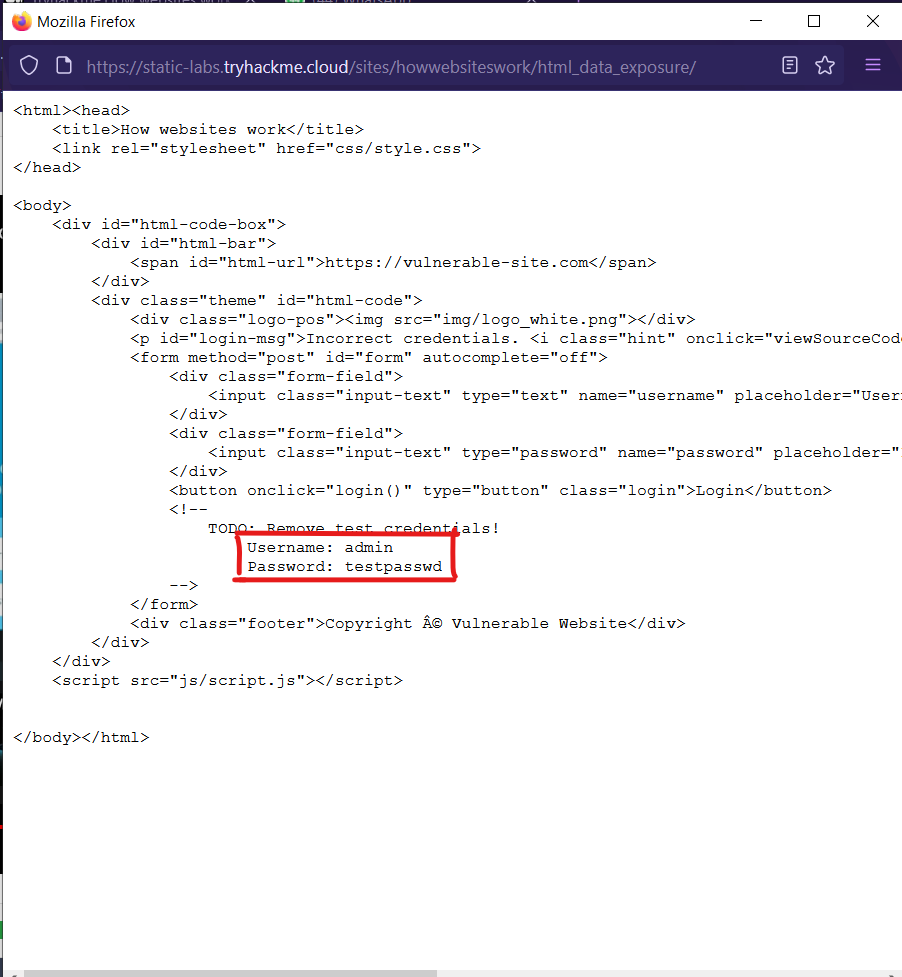 Mozilla Firefox
https://static-labs.tryhackme.cloud/sites/howwebsiteswork/html_data_exposure/
<html><head>
<title>How websites work</title>
<link rel="stylesheet" href="css/style.css">
</head>
<body>
<div id="html-code-box">
<div id="html-bar">
<span id="html-url">https://vulnerable-site.com</span>
</div>
<div class="theme" id="html-code">
<div class="logo-pos"><img src="img/logo_white.png"></div>
<p id="login-msg">Incorrect credentials. <i class="hint" onclick="viewSourceCod
<form method="post" id="form" autocomplete="off">
<div class="form-field">
<input class="input-text" type="text" name="username" placeholder="User
</div>
<div class="form-field">
<input class="input-text" type="password" name="password" placeholder="
</div>
<button onclick="login()" type="button" class="login">Login</button>
<!--
TODO: Remove test credentials!
Username: admin
Password: testpasswd
-->
</form>
<div class="footer">Copyright Â© Vulnerable Website</div>
</div>
</div>
<script src="js/script.js"></script>
</body></html>